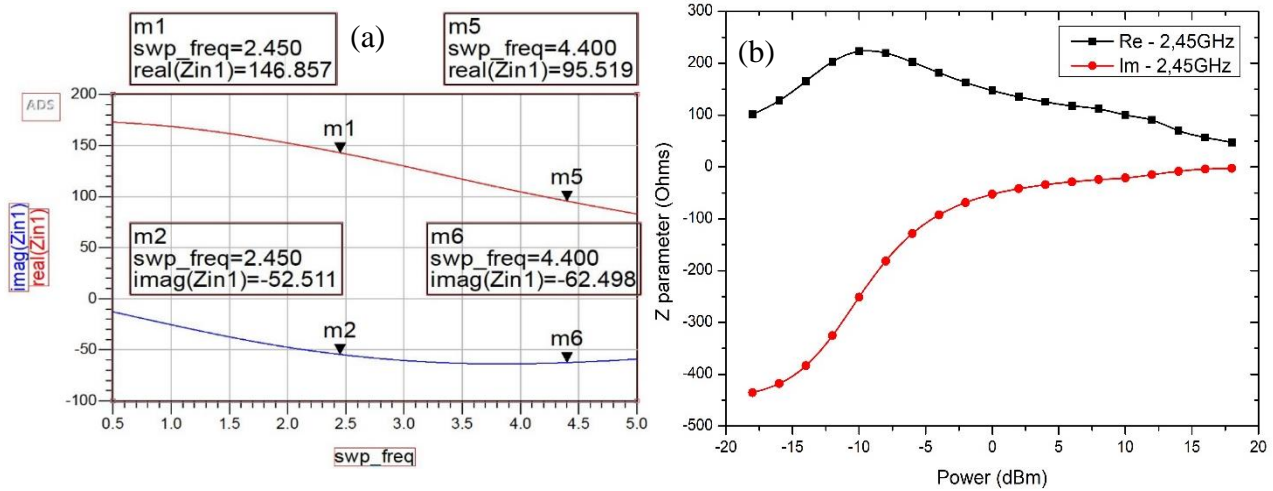 m1
swp_freq=2.450
real(Zin1)=146.857
(a)
m5
swp_freq=4.400
real(Zin1)=95.519
ADS
200
150
100
50
0
-50
-100
m1
m5
m2
swp_freq=2.450
imag(Zin1)=-52.511
m6
swp_freq=4.400
imag(Zin1)=-62.498
m2
m6
imag(Zin1)
real(Zin1)
0.5 1.0 1.5 2.0 2.5 3.0 3.5 4.0 4.5 5.0
swp_freq
(b)
Re - 2,45GHz
Im - 2,45GHz
300
250
200
150
100
50
0
-100
-200
-300
-400
-500
Z parameter (Ohms)
-20 -15 -10 -5 0 5 10 15 20
Power (dBm)